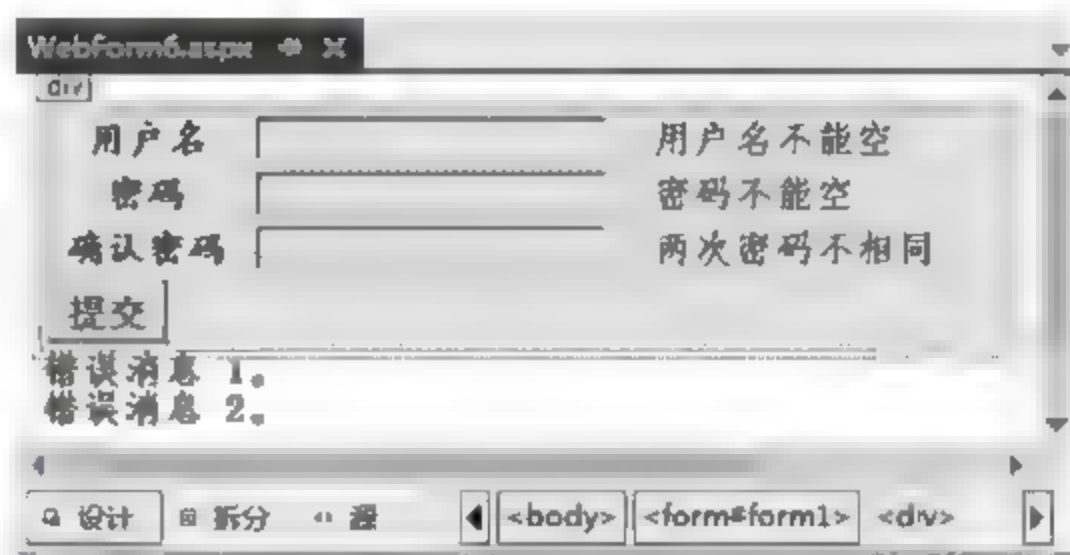 WebForm6.aspx
div
用户名 用户名不能空
密码 密码不能空
确认密码 两次密码不相同
提交
错误消息 1。
错误消息 2。
设计 拆分 源 <body> <form#form1> <div>